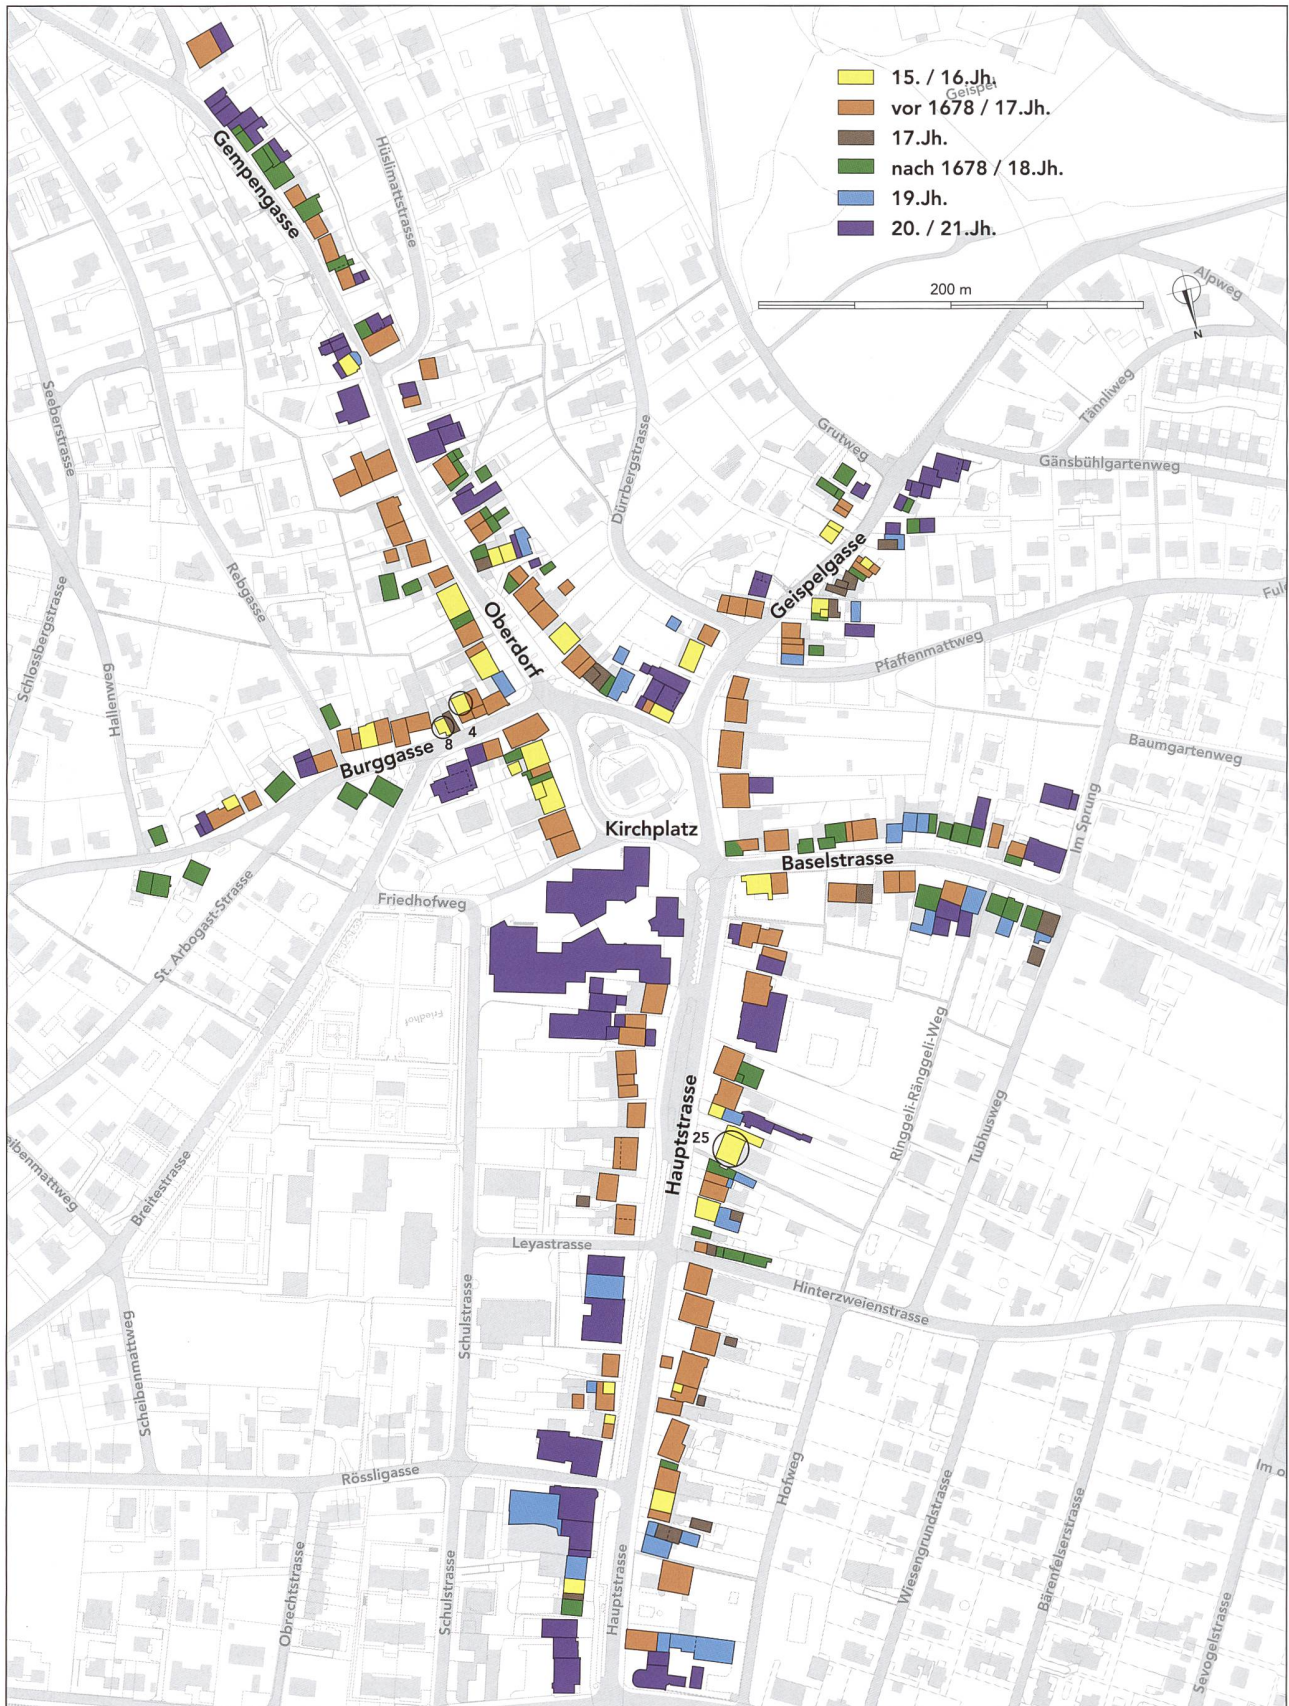 15. / 16.Jh.
Geispel
vor 1678 / 17.Jh.
17.Jh.
nach 1678 / 18.Jh.
19.Jh.
20. / 21.Jh.
200 m
N
Alpweg
Gempengasse
Hüslimattstrasse
Tännliweg
Seeberstrasse
Grutweg
Gänsbühlgartenweg
Dürrbergstrasse
Geispelgasse
Rebgasse
Schlossbergstrasse
Oberdorf
Pfaffenmattweg
Hallenweg
Burggasse
8
4
Baumgartenweg
Im Sprung
Kirchplatz
Baselstrasse
Friedhofweg
St. Arbogast-Strasse
Friedhof
Ringgeli-Ränggeli-Weg
Tubhusweg
Hauptstrasse
25
Breitestrasse
Leyastrasse
Hinterzweienstrasse
Schulstrasse
Scheibenmattweg
Rössligasse
Hofweg
Wiesengrundstrasse
Bärenfelserstrasse
Obrechtstrasse
Schulstrasse
Hauptstrasse
Sevogelstrasse